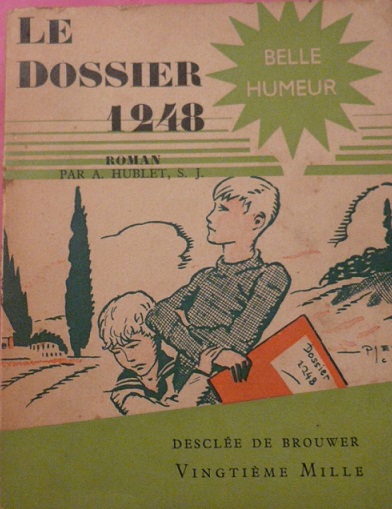 LE
DOSSIER
1248
BELLE
HUMEUR
ROMAN
PAR A. HUBLET, S. J.
Dossier
1248
DESCLÉE DE BROUWER
VINGTIÈME MILLE